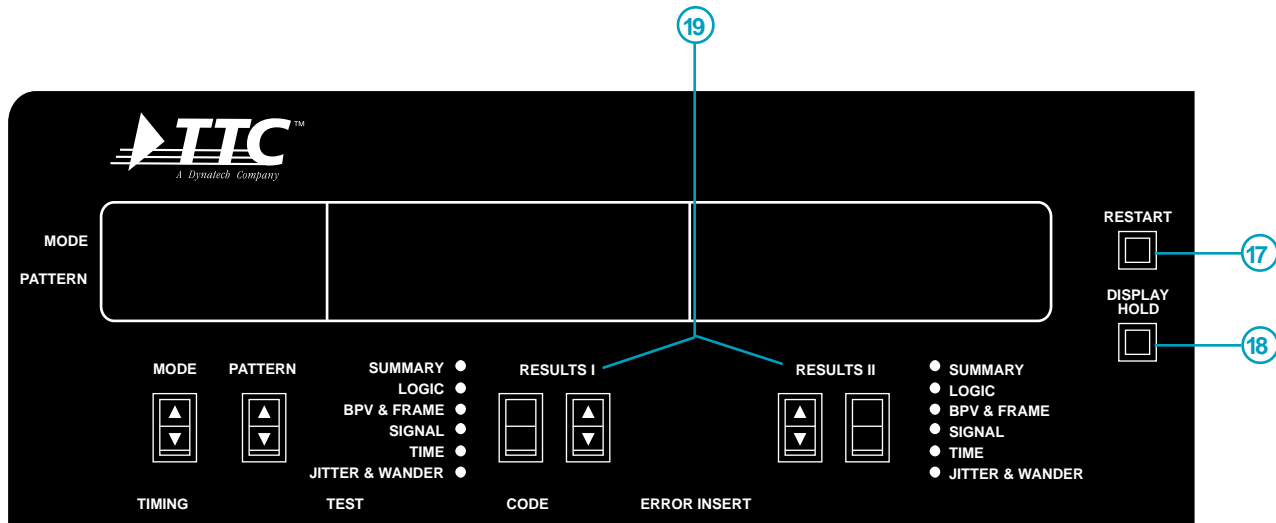 19
TTC™
A Dynatech Company
MODE
PATTERN
RESTART
17
DISPLAY
HOLD
18
MODE
PATTERN
SUMMARY
LOGIC
BPV & FRAME
SIGNAL
TIME
JITTER & WANDER
RESULTS I
RESULTS II
SUMMARY
LOGIC
BPV & FRAME
SIGNAL
TIME
JITTER & WANDER
TIMING
TEST
CODE
ERROR INSERT